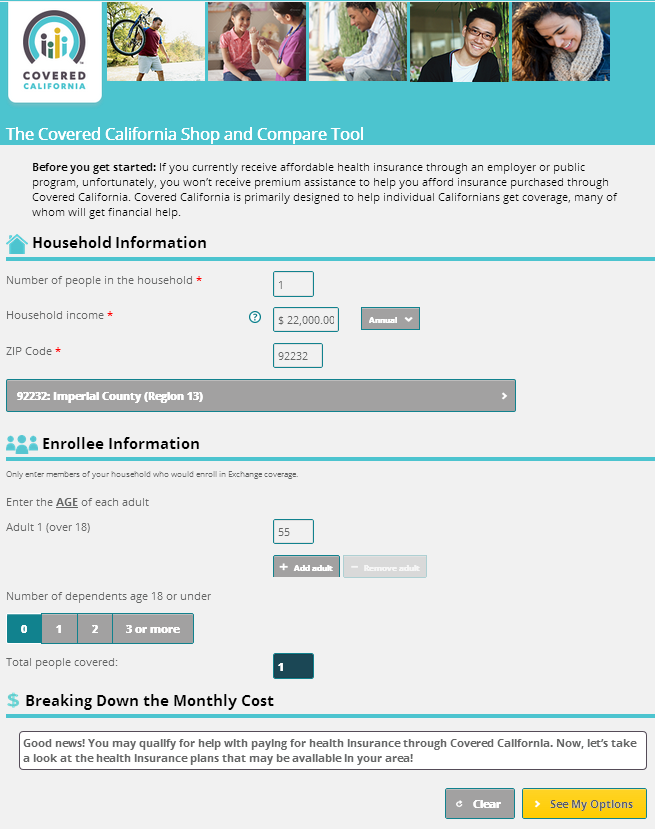 COVERED
CALIFORNIA
The Covered California Shop and Compare Tool
Before you get started: If you currently receive affordable health insurance through an employer or public
program, unfortunately, you won't receive premium assistance to help you afford insurance purchased through
Covered California. Covered California is primarily designed to help individual Californians get coverage, many of
whom will get financial help.
Household Information
Number of people in the household *
1
Household income *
? $ 22,000.00 Annual
ZIP Code *
92232
92232: Imperial County (Region 13)
Enrollee Information
Only enter members of your household who would enroll in Exchange coverage.
Enter the AGE of each adult
Adult 1 (over 18)
55
+ Add adult - Remove adult
Number of dependents age 18 or under
0 1 2 3 or more
Total people covered:
1
$ Breaking Down the Monthly Cost
Good news! You may qualify for help with paying for health insurance through Covered California. Now, let's take
a look at the health insurance plans that may be available in your area!
Clear See My Options